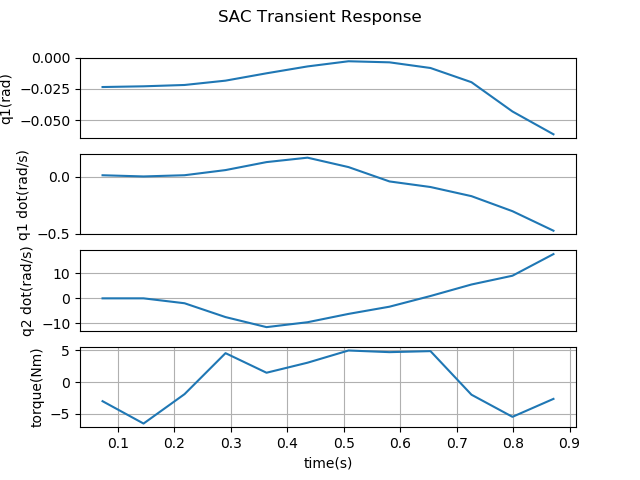 SAC Transient Response
0.000
−0.025
−0.050
q1(rad)
0.0
−0.5
q1 dot(rad/s)
10
0
−10
q2 dot(rad/s)
5
0
−5
torque(Nm)
0.1 0.2 0.3 0.4 0.5 0.6 0.7 0.8 0.9
time(s)